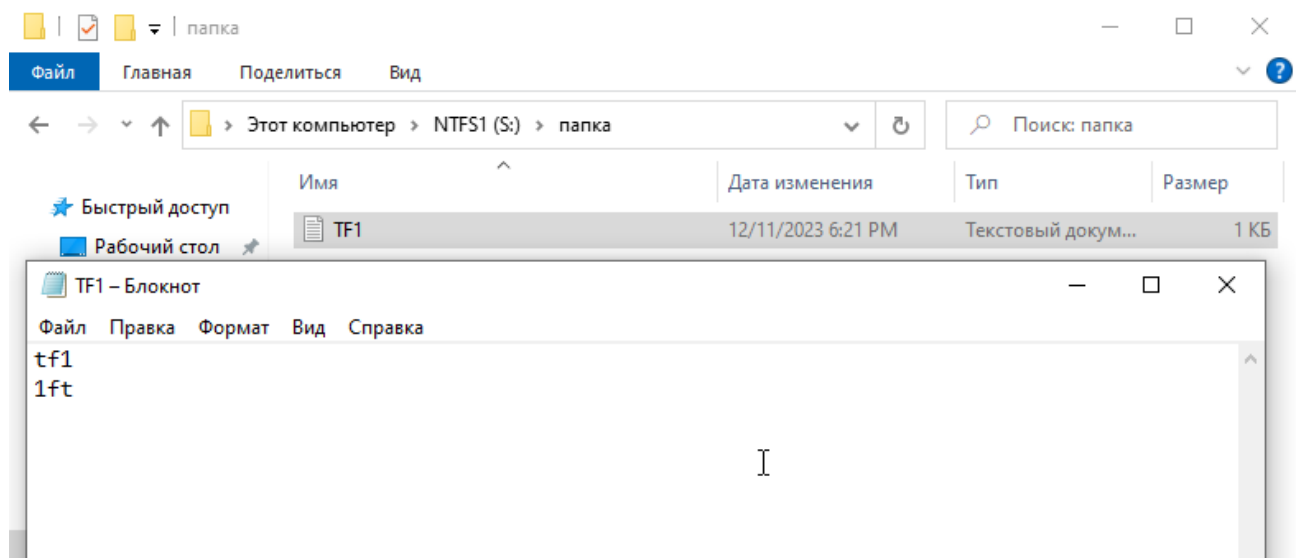 папка
Файл Главная Поделиться Вид
Этот компьютер NTFS1 (S:) папка Поиск: папка
Имя Дата изменения Тип Размер
Быстрый доступ
TF1 12/11/2023 6:21 PM Текстовый докум... 1 КБ
Рабочий стол
TF1 – Блокнот
Файл Правка Формат Вид Справка
tf1
1ft